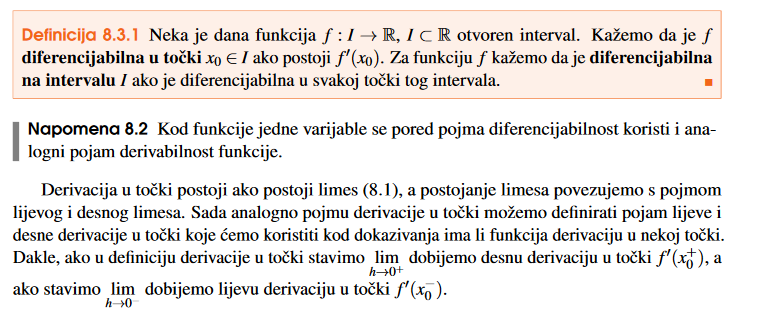 Definicija 8.3.1 Neka je dana funkcija f : I → ℝ, I ⊂ ℝ otvoren interval. Kažemo da je f
diferencijabilna u točki x₀ ∈ I ako postoji f′(x₀). Za funkciju f kažemo da je diferencijabilna
na intervalu I ako je diferencijabilna u svakoj točki tog intervala.
Napomena 8.2 Kod funkcije jedne varijable se pored pojma diferencijabilnost koristi i ana-
logni pojam derivabilnost funkcije.
Derivacija u točki postoji ako postoji limes (8.1), a postojanje limesa povezujemo s pojmom
lijevog i desnog limesa. Sada analogno pojmu derivacije u točki možemo definirati pojam lijeve i
desne derivacije u točki koje ćemo koristiti kod dokazivanja ima li funkcija derivaciju u nekoj točki.
Dakle, ako u definiciju derivacije u točki stavimo lim h→0⁺ dobijemo desnu derivaciju u točki f′(x₀⁺), a
ako stavimo lim h→0⁻ dobijemo lijevu derivaciju u točki f′(x₀⁻).